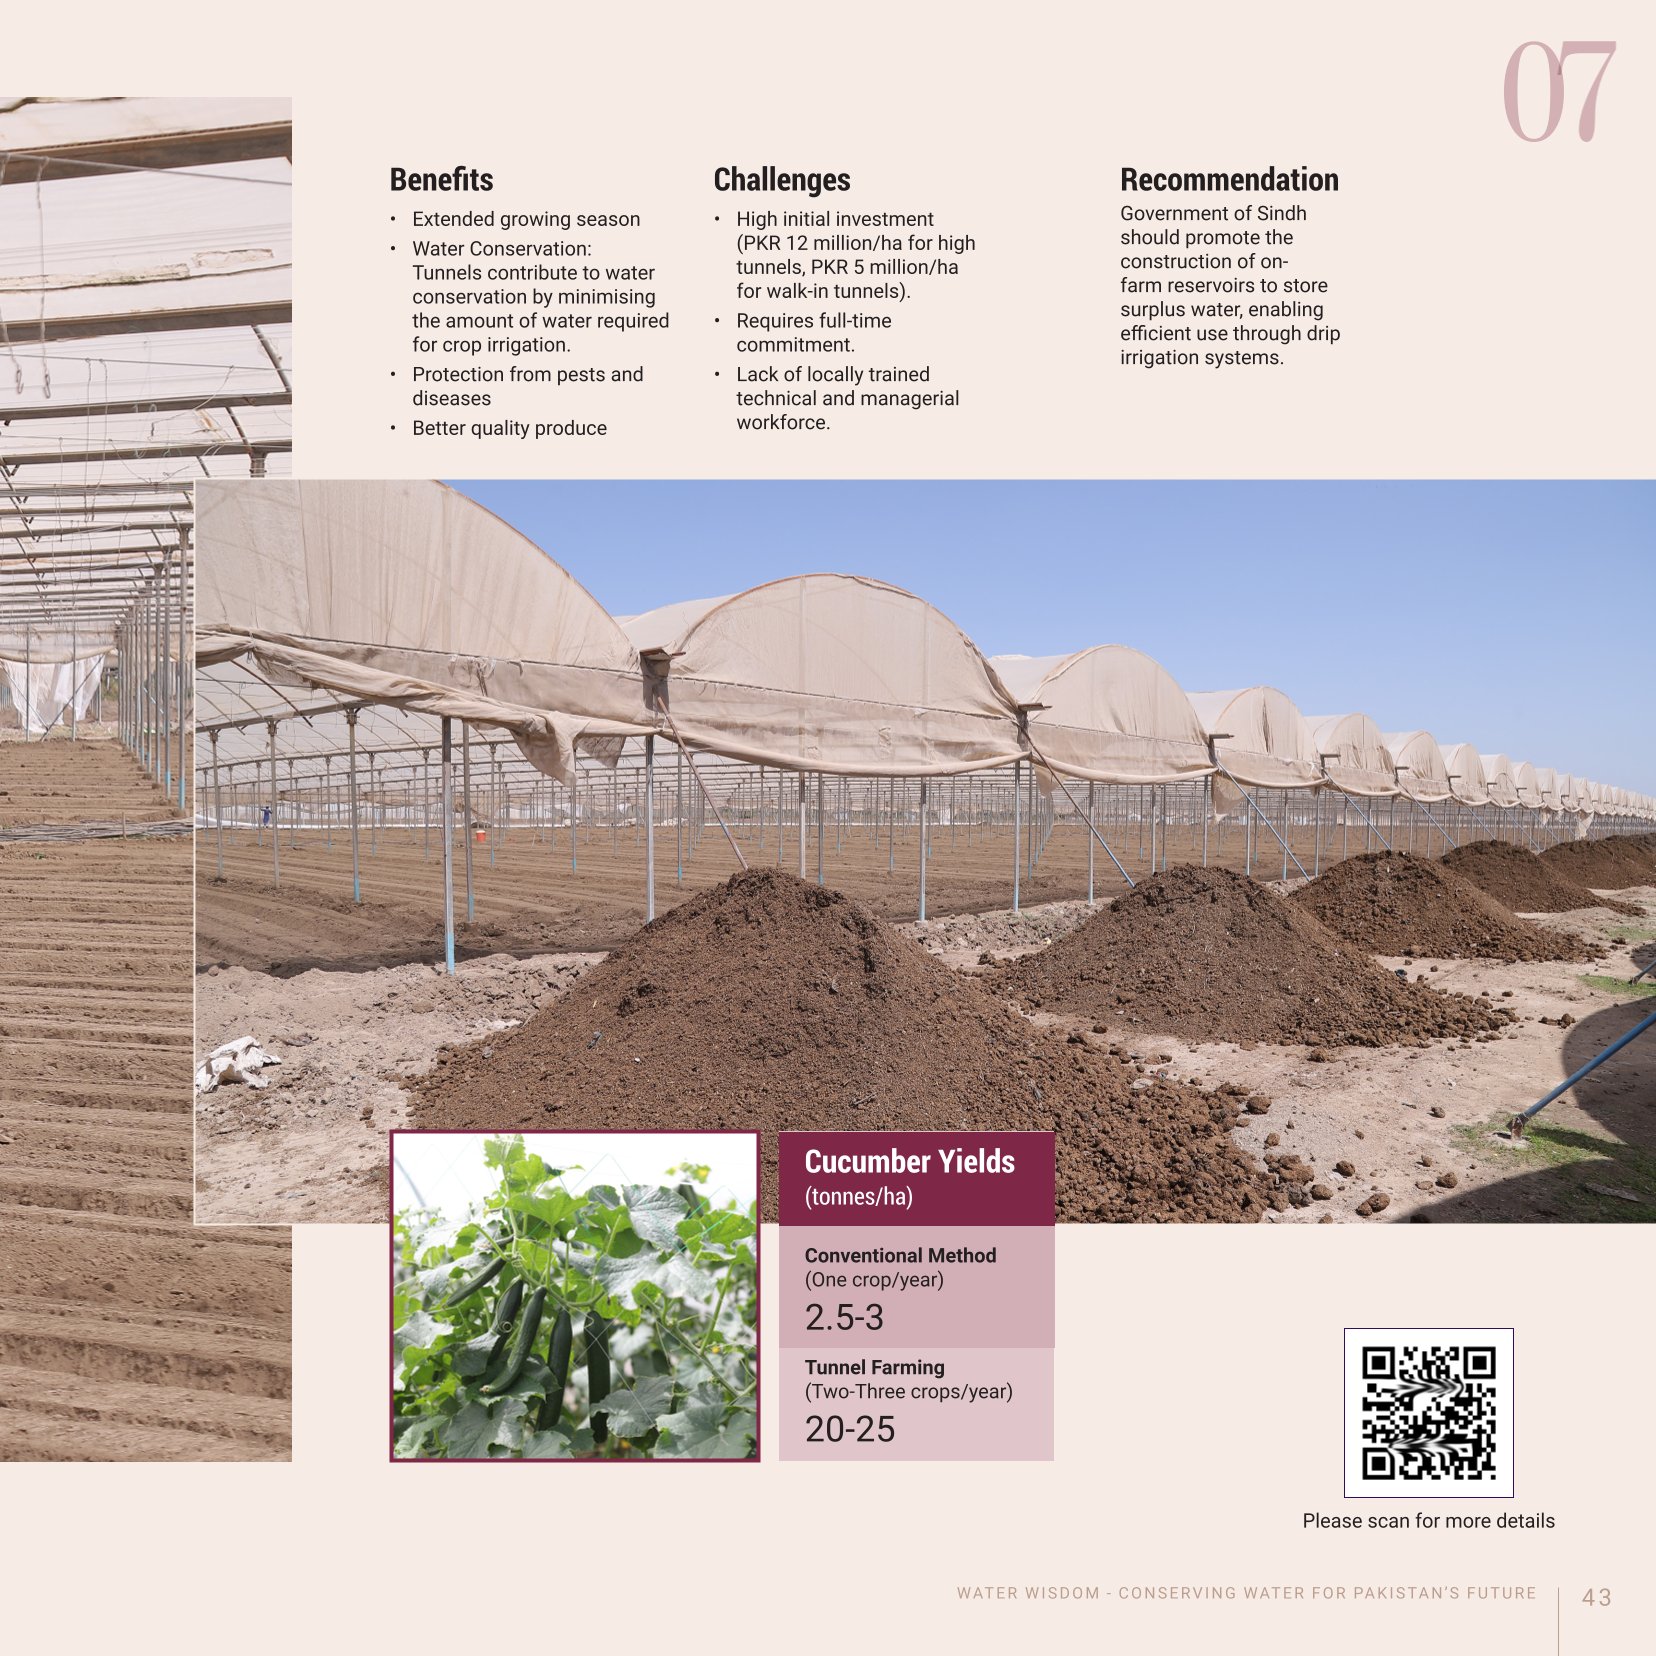 07
Benefits
• Extended growing season
• Water Conservation:
Tunnels contribute to water
conservation by minimising
the amount of water required
for crop irrigation.
• Protection from pests and
diseases
• Better quality produce
Challenges
• High initial investment
(PKR 12 million/ha for high
tunnels, PKR 5 million/ha
for walk-in tunnels).
• Requires full-time
commitment.
• Lack of locally trained
technical and managerial
workforce.
Recommendation
Government of Sindh
should promote the
construction of on-
farm reservoirs to store
surplus water, enabling
efficient use through drip
irrigation systems.
Cucumber Yields
(tonnes/ha)
Conventional Method
(One crop/year)
2.5-3
Tunnel Farming
(Two-Three crops/year)
20-25
Please scan for more details
WATER WISDOM - CONSERVING WATER FOR PAKISTAN'S FUTURE
43